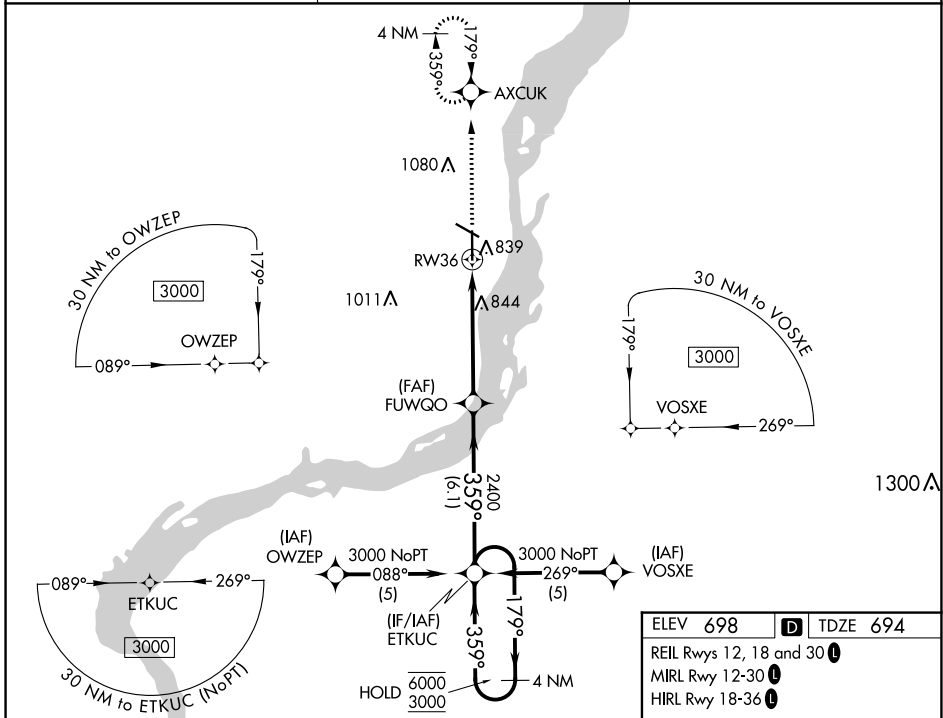 4 NM
359°
179°
AXCUK
1080
839
RW36
1011
844
30 NM to OWZEP
179°
3000
OWZEP
089°
30 NM to VOSXE
179°
3000
VOSXE
269°
(FAF)
FUWQO
1300
2400
359°
(6.1)
(IAF)
OWZEP
3000 NoPT
088°
(5)
3000 NoPT
269°
(5)
(IAF)
VOSXE
(IF/IAF)
ETKUC
359°
179°
HOLD 6000
3000
4 NM
089°
269°
ETKUC
3000
30 NM to ETKUC (NoPT)
ELEV 698 D TDZE 694
REIL Rwys 12, 18 and 30 L
MIRL Rwy 12-30 L
HIRL Rwy 18-36 L